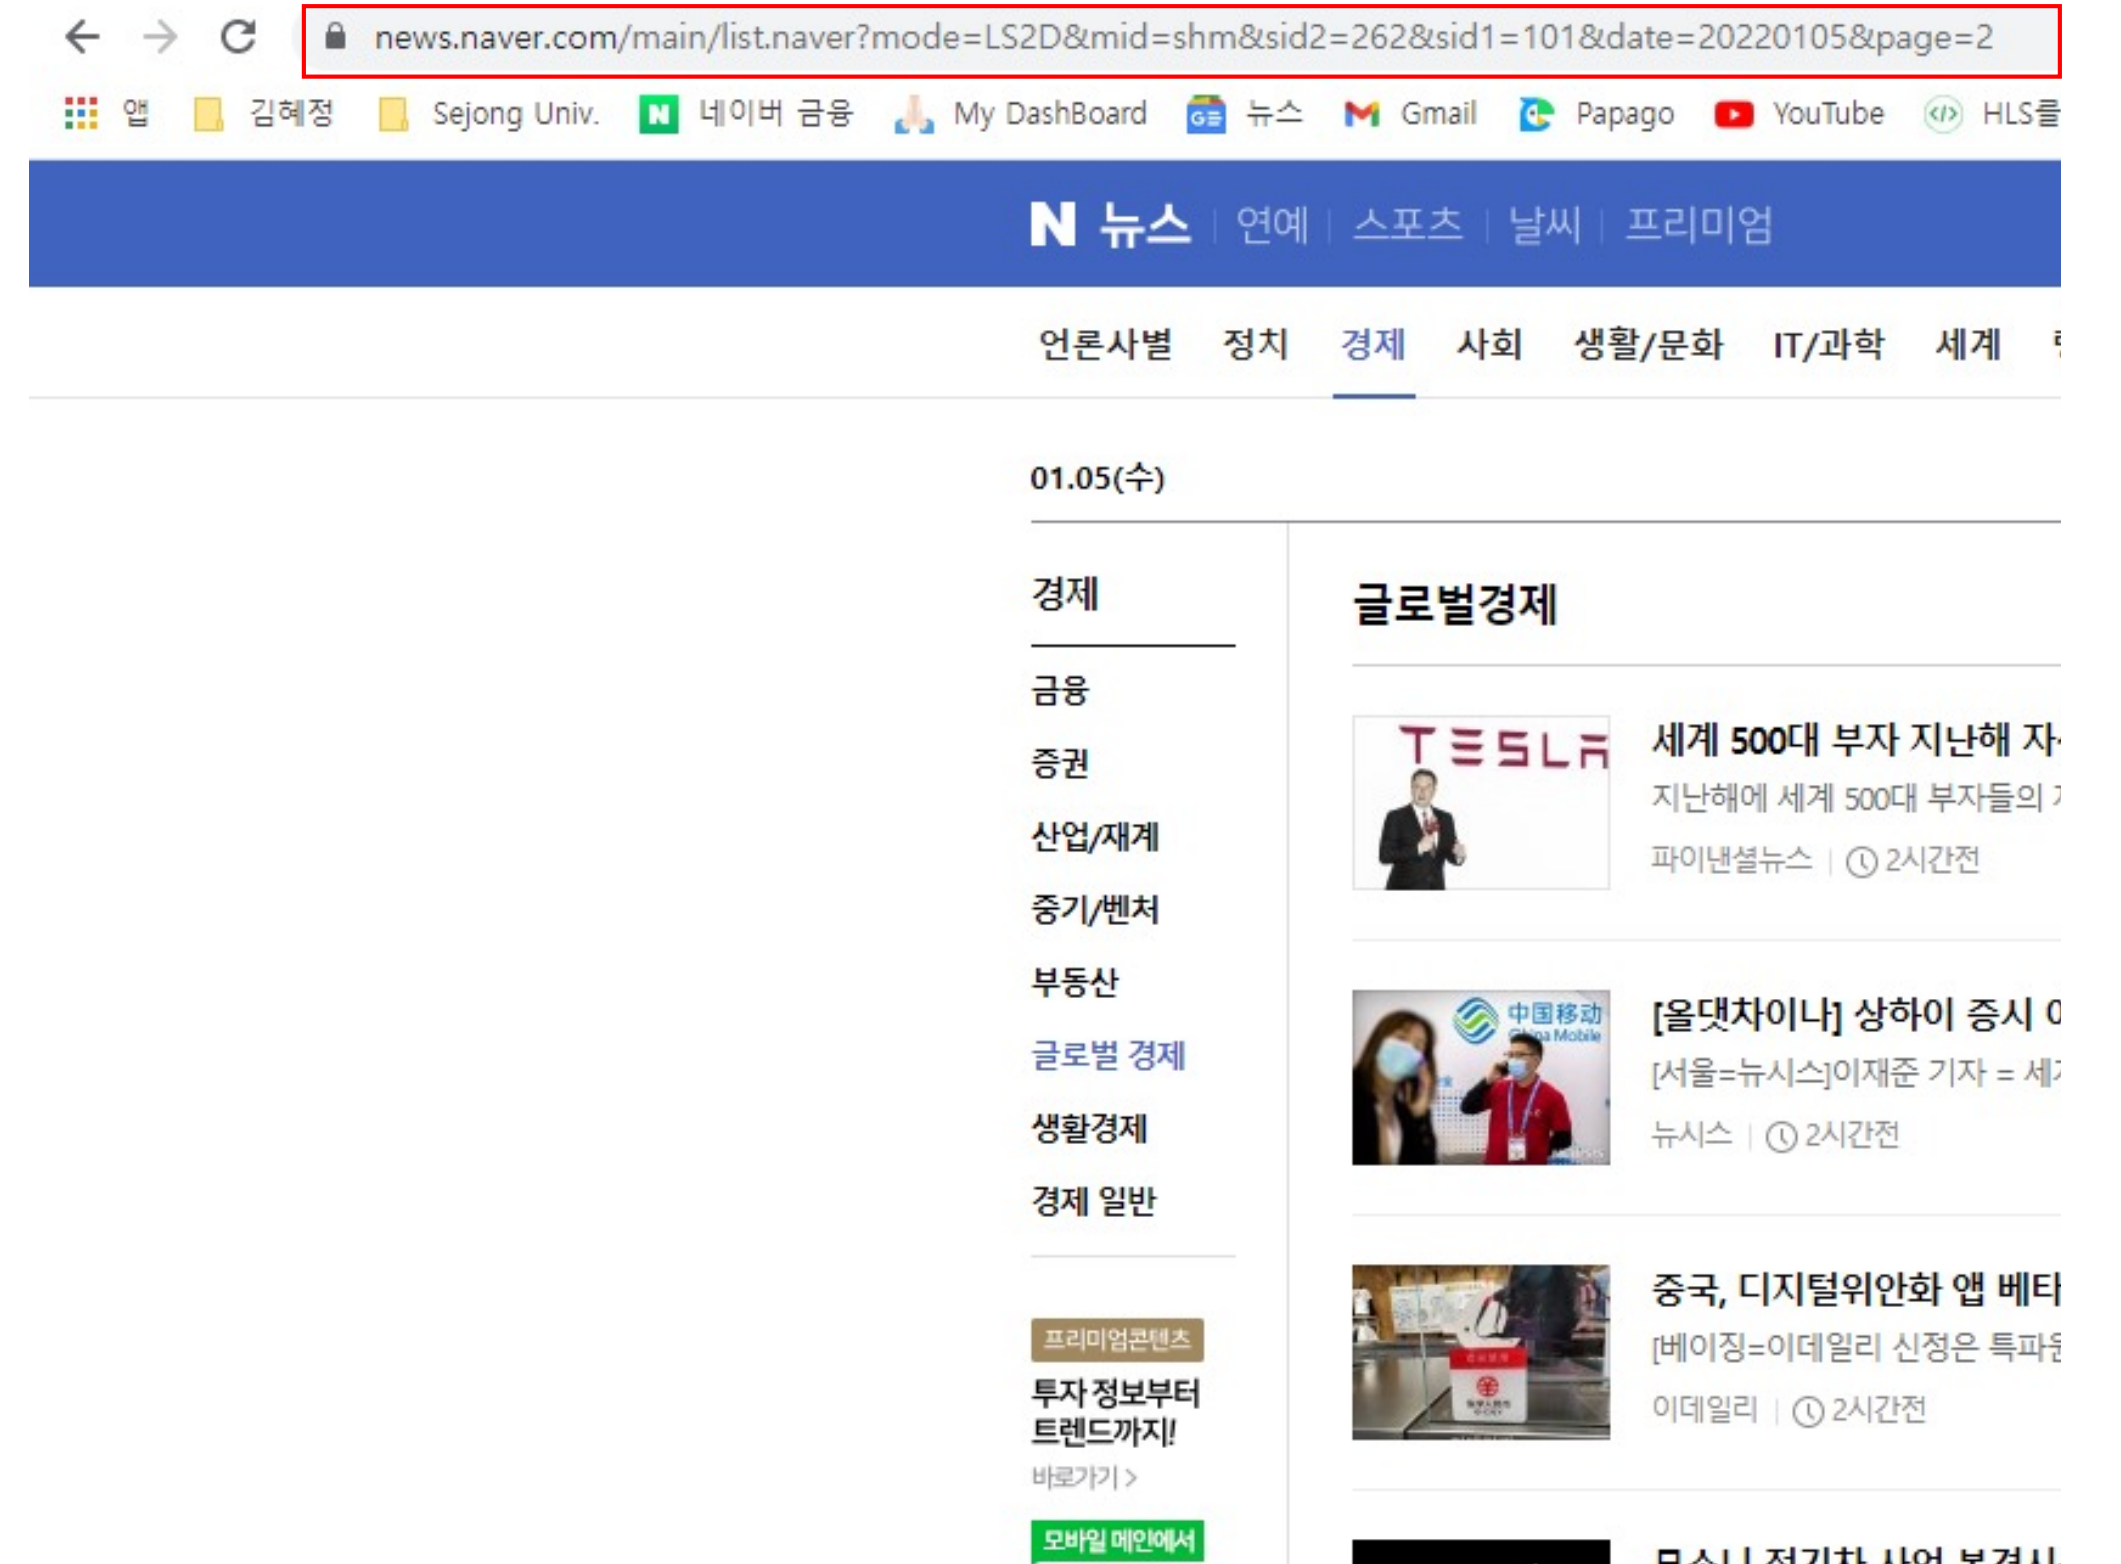 news.naver.com/main/list.naver?mode=LS2D&mid=shm&sid2=262&sid1=101&date=20220105&page=2
앱 김혜정 Sejong Univ. 네이버 금융 My DashBoard 뉴스 Gmail Papago YouTube HLS를
N 뉴스 연예 스포츠 날씨 프리미엄
언론사별 정치 경제 사회 생활/문화 IT/과학 세계
01.05(수)
경제
금융
증권
산업/재계
중기/벤처
부동산
글로벌 경제
생활경제
경제 일반
프리미엄콘텐츠
투자 정보부터
트렌드까지!
바로가기 >
모바일 메인에서
글로벌경제
TESLA
세계 500대 부자 지난해
지난해에 세계 500대 부자들의
파이낸셜뉴스 | 2시간전
中国移动
China Mobile
[올댓차이나] 상하이 증시
[서울=뉴시스]이재준 기자 =
뉴시스 | 2시간전
중국, 디지털위안화 앱 베타
[베이징=이데일리 신정은 특파원
이데일리 | 2시간전